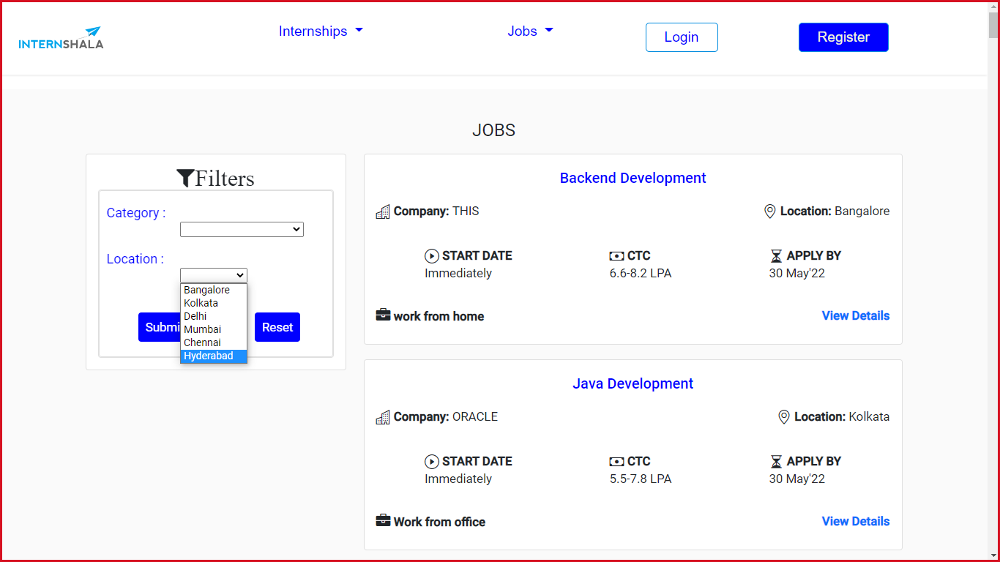 INTERNSHALA
Internships
Jobs
Login
Register
JOBS
Filters
Category :
Location :
Bangalore
Kolkata
Delhi
Mumbai
Chennai
Hyderabad
Submi
Reset
Backend Development
Company: THIS
Location: Bangalore
START DATE
Immediately
CTC
6.6-8.2 LPA
APPLY BY
30 May'22
work from home
View Details
Java Development
Company: ORACLE
Location: Kolkata
START DATE
Immediately
CTC
5.5-7.8 LPA
APPLY BY
30 May'22
Work from office
View Details